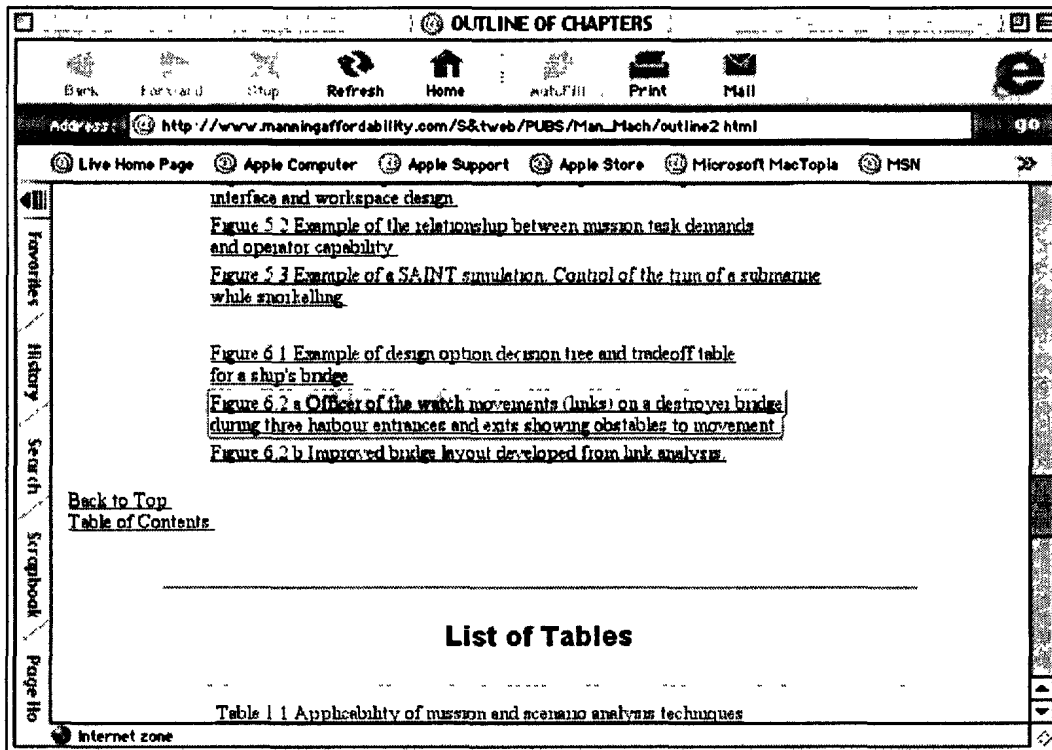 OUTLINE OF CHAPTERS
Back Forward Stop Refresh Home AutoFill Print Mail
Address: http://www.manningaffordability.com/S&tweb/PUBS/Man_Mach/outline2.html go
Live Home Page Apple Computer Apple Support Apple Store Microsoft MacTopia MSN
interface and workspace design
Figure 5.2 Example of the relationship between mission task demands
and operator capability
Figure 5.3 Example of a SAINT simulation. Control of the trim of a submarine
while snorkelling
Figure 6.1 Example of design option decision tree and tradeoff table
for a ship's bridge
Figure 6.2 a Officer of the watch movements (links) on a destroyer bridge
during three harbour entrances and exits showing obstables to movement
Figure 6.2 b Improved bridge layout developed from link analysis.
Back to Top
Table of Contents
List of Tables
Table 1.1 Applicability of mission and scenario analysis techniques
Favorites
History
Search
Scrapbook
Page Ho
Internet zone